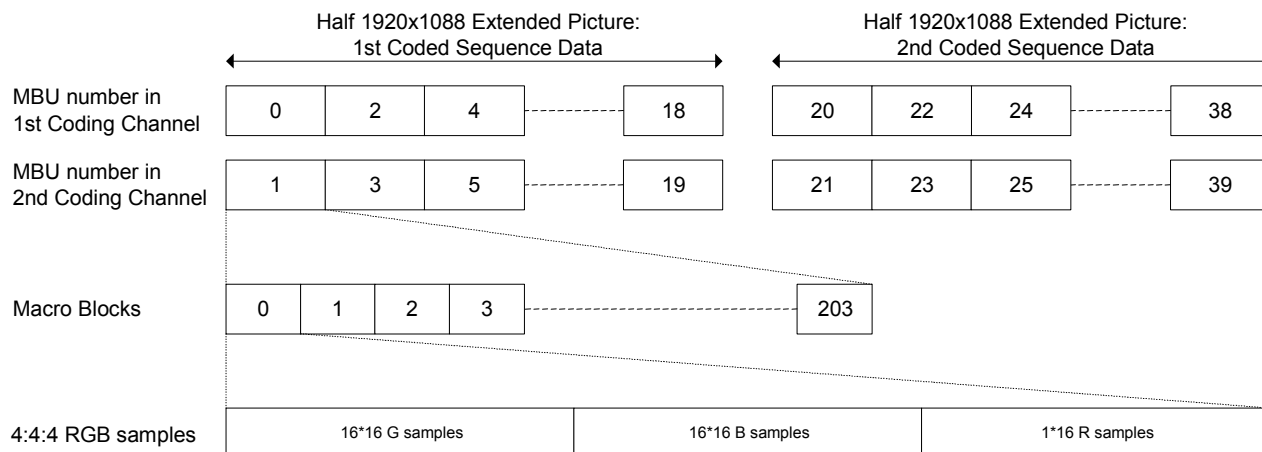 Half 1920x1088 Extended Picture:
1st Coded Sequence Data
Half 1920x1088 Extended Picture:
2nd Coded Sequence Data
MBU number in
1st Coding Channel
0 2 4 18 20 22 24 38
MBU number in
2nd Coding Channel
1 3 5 19 21 23 25 39
Macro Blocks
0 1 2 3 203
4:4:4 RGB samples
16*16 G samples
16*16 B samples
1*16 R samples